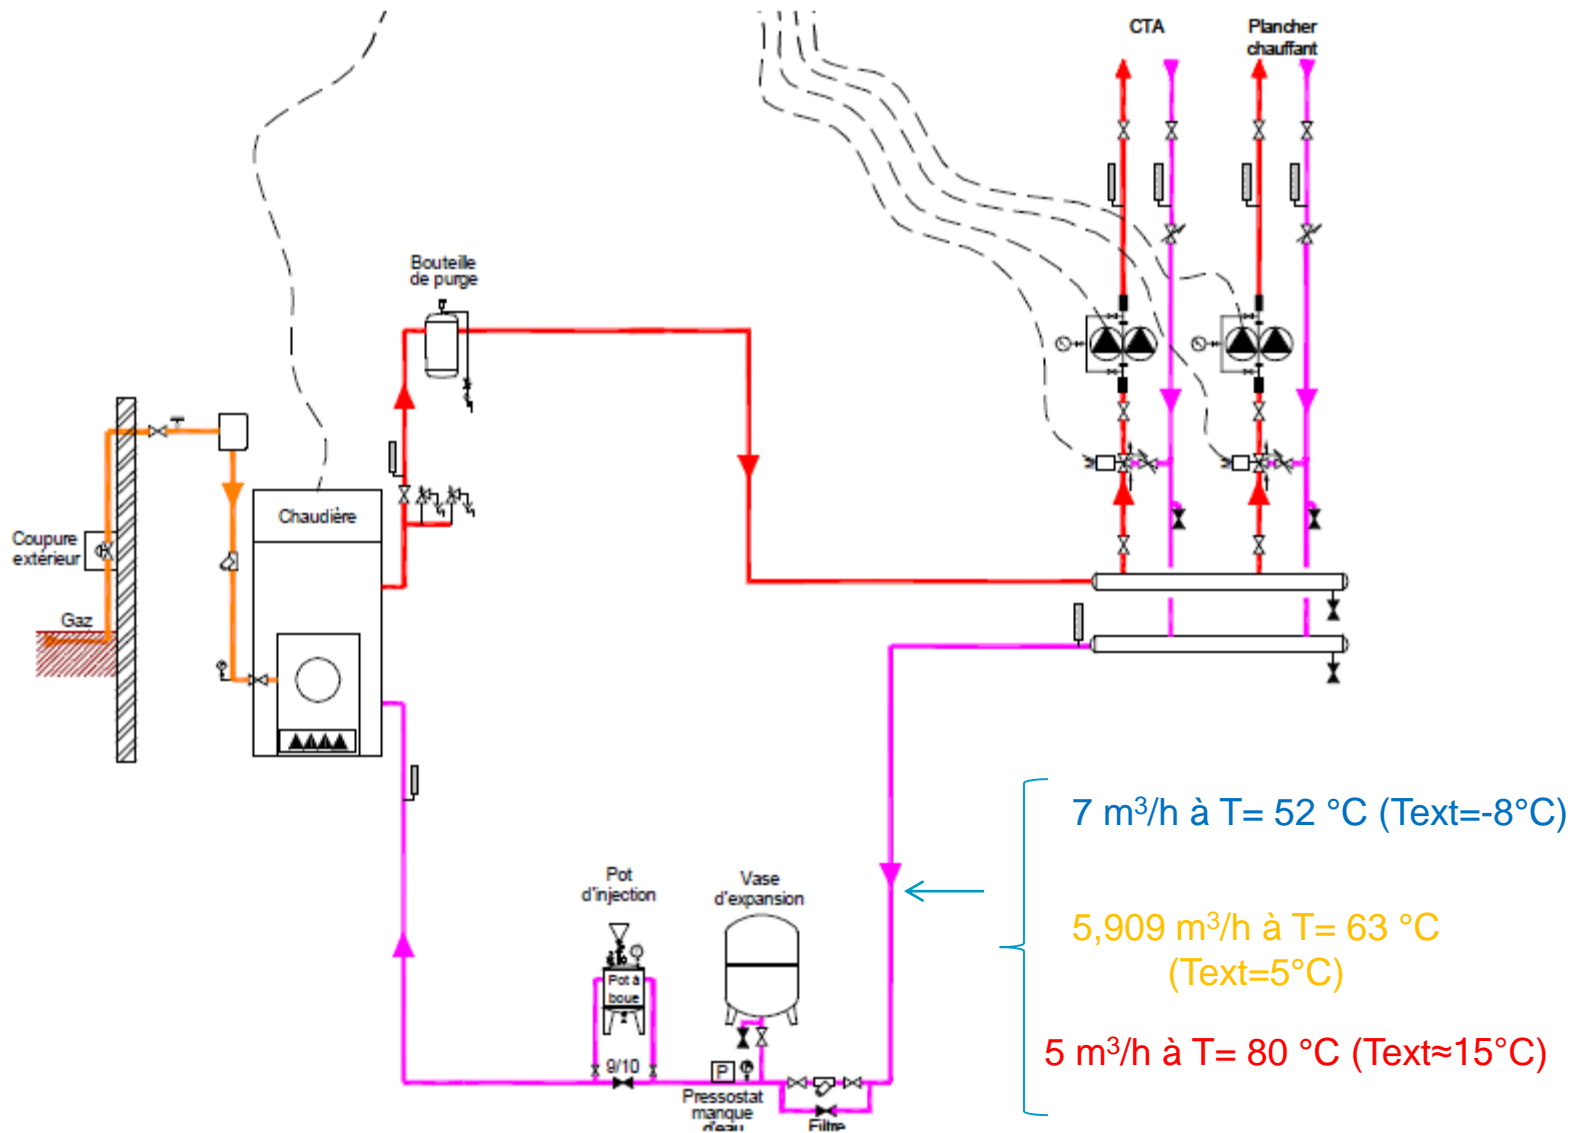 CTA
Plancher
chauffant
Bouteille
de purge
Chaudière
Coupure
extérieur
Gaz
Pot
d'injection
Pot à
boue
9/10
Vase
d'expansion
P
Pressostat
manque
d'eau
Filtre
7 m³/h à T= 52 °C (Text=-8°C)
5,909 m³/h à T= 63 °C
(Text=5°C)
5 m³/h à T= 80 °C (Text≈15°C)